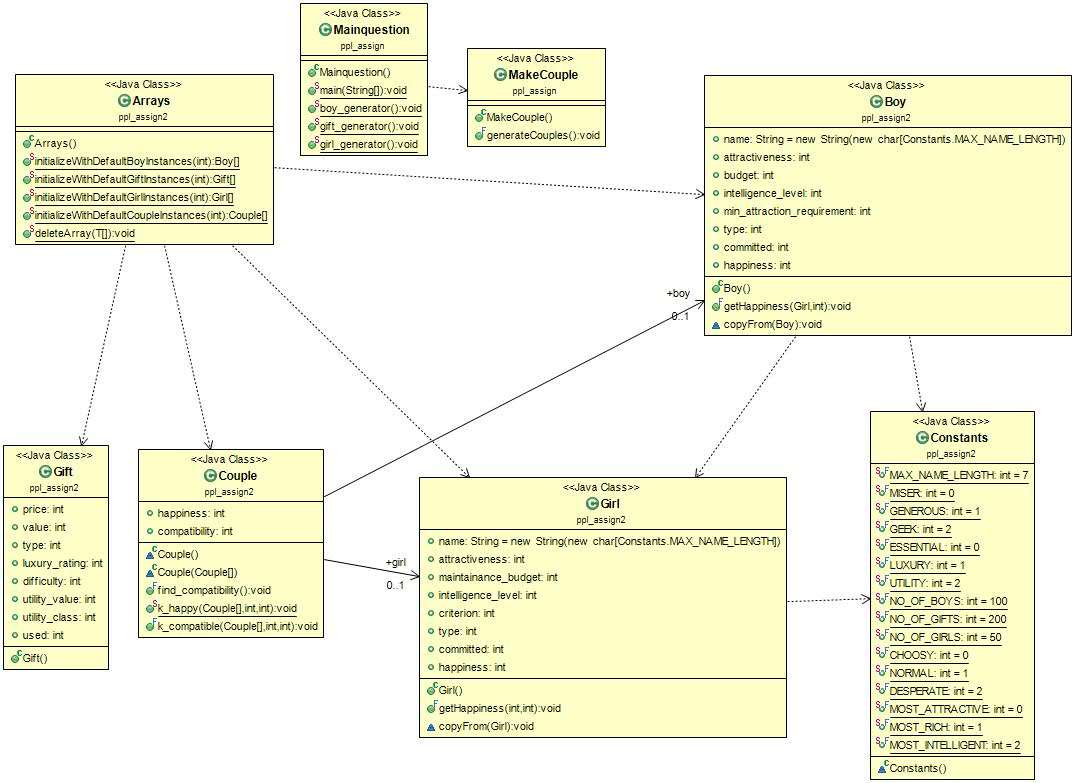 <<Java Class>>
Mainquestion
ppl_assign
Mainquestion()
main(String[]):void
boy_generator():void
gift_generator():void
girl_generator():void
<<Java Class>>
MakeCouple
ppl_assign
MakeCouple()
generateCouples():void
<<Java Class>>
Arrays
ppl_assign2
Arrays()
initializeWithDefaultBoyInstances(int):Boy[]
initializeWithDefaultGiftInstances(int):Gift[]
initializeWithDefaultGirlInstances(int):Girl[]
initializeWithDefaultCoupleInstances(int):Couple[]
deleteArray(T[]):void
<<Java Class>>
Boy
ppl_assign2
name: String = new String(new char[Constants.MAX_NAME_LENGTH])
attractiveness: int
budget: int
intelligence_level: int
min_attraction_requirement: int
type: int
committed: int
happiness: int
Boy()
getHappiness(Girl,int):void
copyFrom(Boy):void
+boy
0..1
<<Java Class>>
Gift
ppl_assign2
price: int
value: int
type: int
luxury_rating: int
difficulty: int
utility_value: int
utility_class: int
used: int
Gift()
<<Java Class>>
Couple
ppl_assign2
happiness: int
compatibility: int
Couple()
Couple(Couple[])
find_compatibility():void
k_happy(Couple[],int,int):void
k_compatible(Couple[],int,int):void
+girl
0..1
<<Java Class>>
Girl
ppl_assign2
name: String = new String(new char[Constants.MAX_NAME_LENGTH])
attractiveness: int
maintainance_budget: int
intelligence_level: int
criterion: int
type: int
committed: int
happiness: int
Girl()
getHappiness(int,int):void
copyFrom(Girl):void
<<Java Class>>
Constants
ppl_assign2
MAX_NAME_LENGTH: int = 7
MISER: int = 0
GENEROUS: int = 1
GEEK: int = 2
ESSENTIAL: int = 0
LUXURY: int = 1
UTILITY: int = 2
NO_OF_BOYS: int = 100
NO_OF_GIFTS: int = 200
NO_OF_GIRLS: int = 50
CHOOSY: int = 0
NORMAL: int = 1
DESPERATE: int = 2
MOST_ATTRACTIVE: int = 0
MOST_RICH: int = 1
MOST_INTELLIGENT: int = 2
Constants()